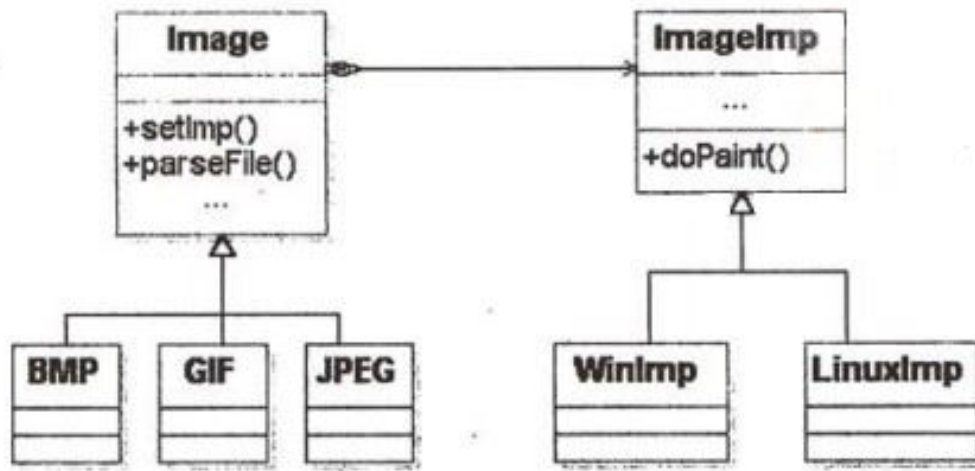 Image
+setImp()
+parseFile()
...
ImageImp
...
+doPaint()
BMP
GIF
JPEG
WinImp
LinuxImp